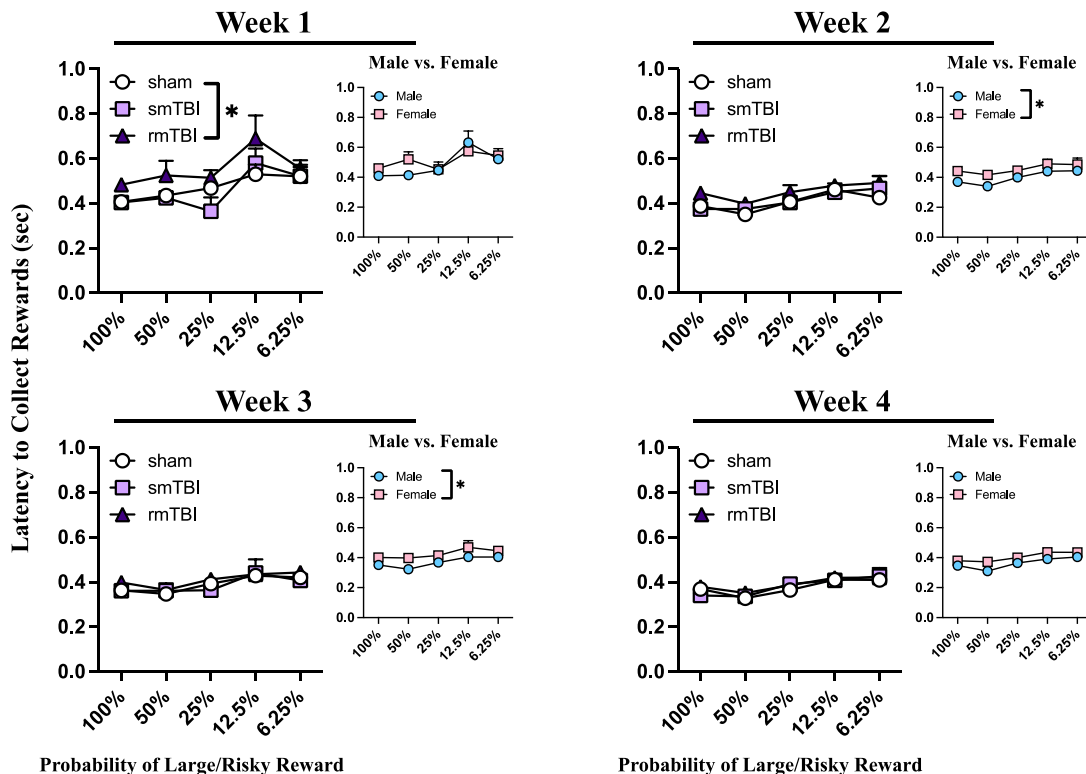 Week 1
1.0
0.8
0.6
0.4
0.2
0.0
sham
smTBI
rmTBI
*
100%
50%
25%
12.5%
6.25%
Male vs. Female
1.0
0.8
0.6
0.4
0.2
0.0
Male
Female
100%
50%
25%
12.5%
6.25%
Week 2
1.0
0.8
0.6
0.4
0.2
0.0
sham
smTBI
rmTBI
100%
50%
25%
12.5%
6.25%
Male vs. Female
1.0
0.8
0.6
0.4
0.2
0.0
Male
Female
*
100%
50%
25%
12.5%
6.25%
Latency to Collect Rewards (sec)
Week 3
1.0
0.8
0.6
0.4
0.2
0.0
sham
smTBI
rmTBI
100%
50%
25%
12.5%
6.25%
Male vs. Female
1.0
0.8
0.6
0.4
0.2
0.0
Male
Female
*
100%
50%
25%
12.5%
6.25%
Probability of Large/Risky Reward
Week 4
1.0
0.8
0.6
0.4
0.2
0.0
sham
smTBI
rmTBI
100%
50%
25%
12.5%
6.25%
Male vs. Female
1.0
0.8
0.6
0.4
0.2
0.0
Male
Female
100%
50%
25%
12.5%
6.25%
Probability of Large/Risky Reward